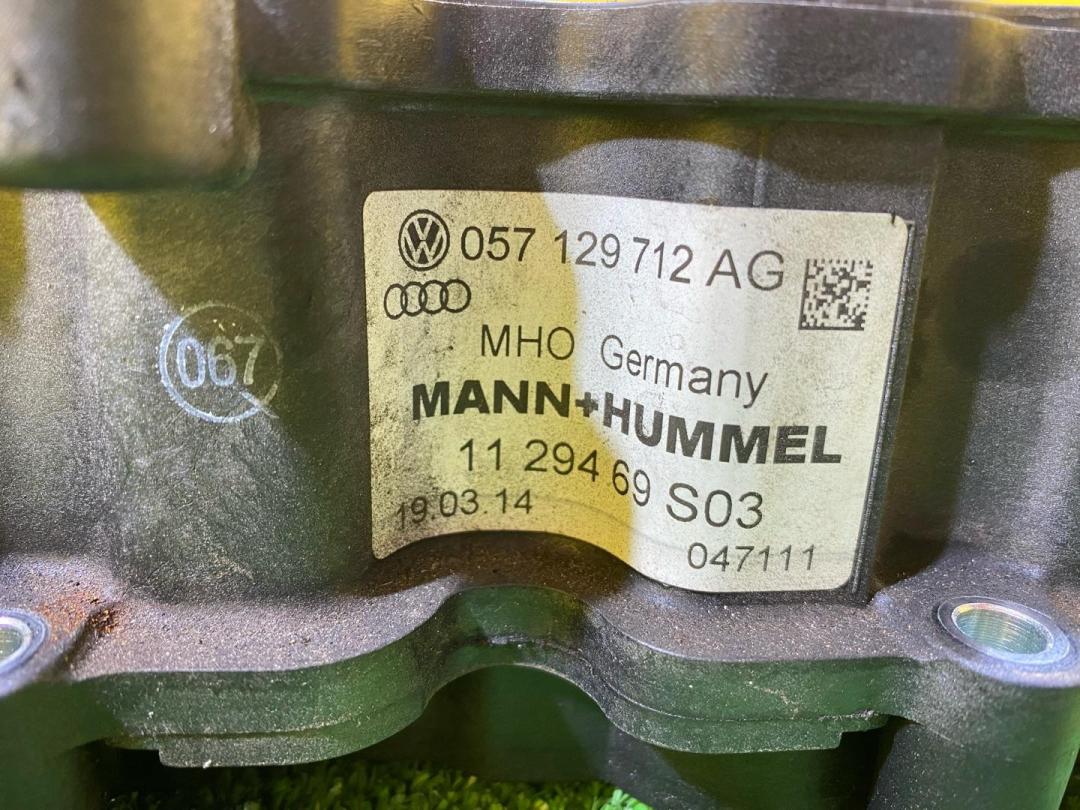 057 129 712 AG
MHO Germany
067
MANN+HUMMEL
11 294 69 S03
19.03.14
047111